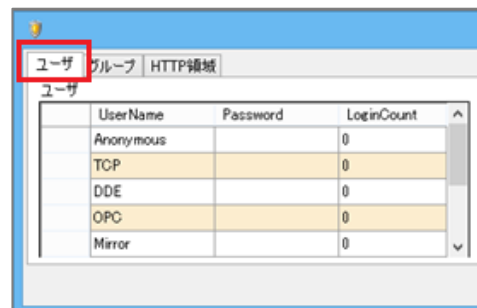 ユーザ グループ HTTP領域
ユーザ
UserName Password LoginCount
Anonymous 0
TCP 0
DDE 0
OPC 0
Mirror 0